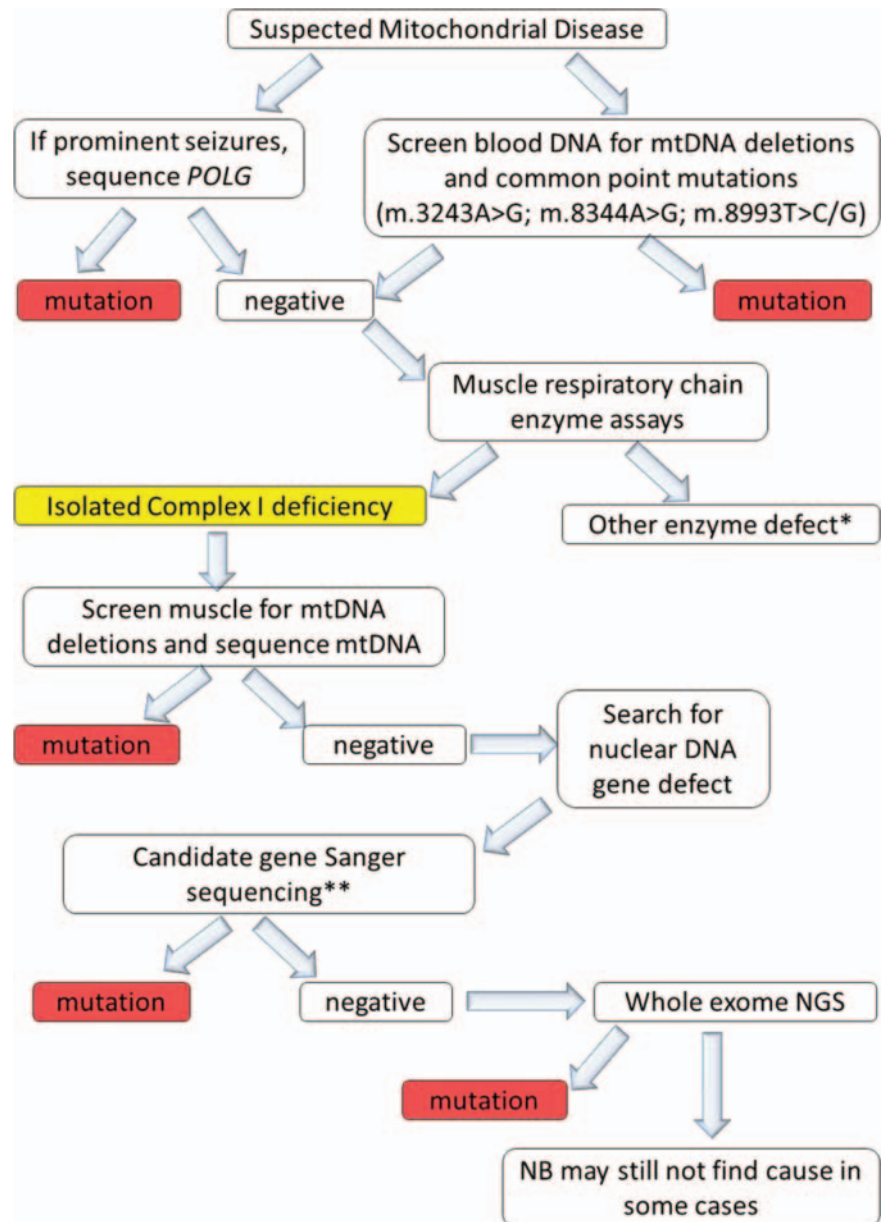 Suspected Mitochondrial Disease
If prominent seizures,
sequence POLG
Screen blood DNA for mtDNA deletions
and common point mutations
(m.3243A>G; m.8344A>G; m.8993T>C/G)
mutation
negative
mutation
Muscle respiratory chain
enzyme assays
Isolated Complex I deficiency
Other enzyme defect*
Screen muscle for mtDNA
deletions and sequence mtDNA
mutation
negative
Search for
nuclear DNA
gene defect
Candidate gene Sanger
sequencing**
mutation
negative
Whole exome NGS
mutation
NB may still not find cause in
some cases